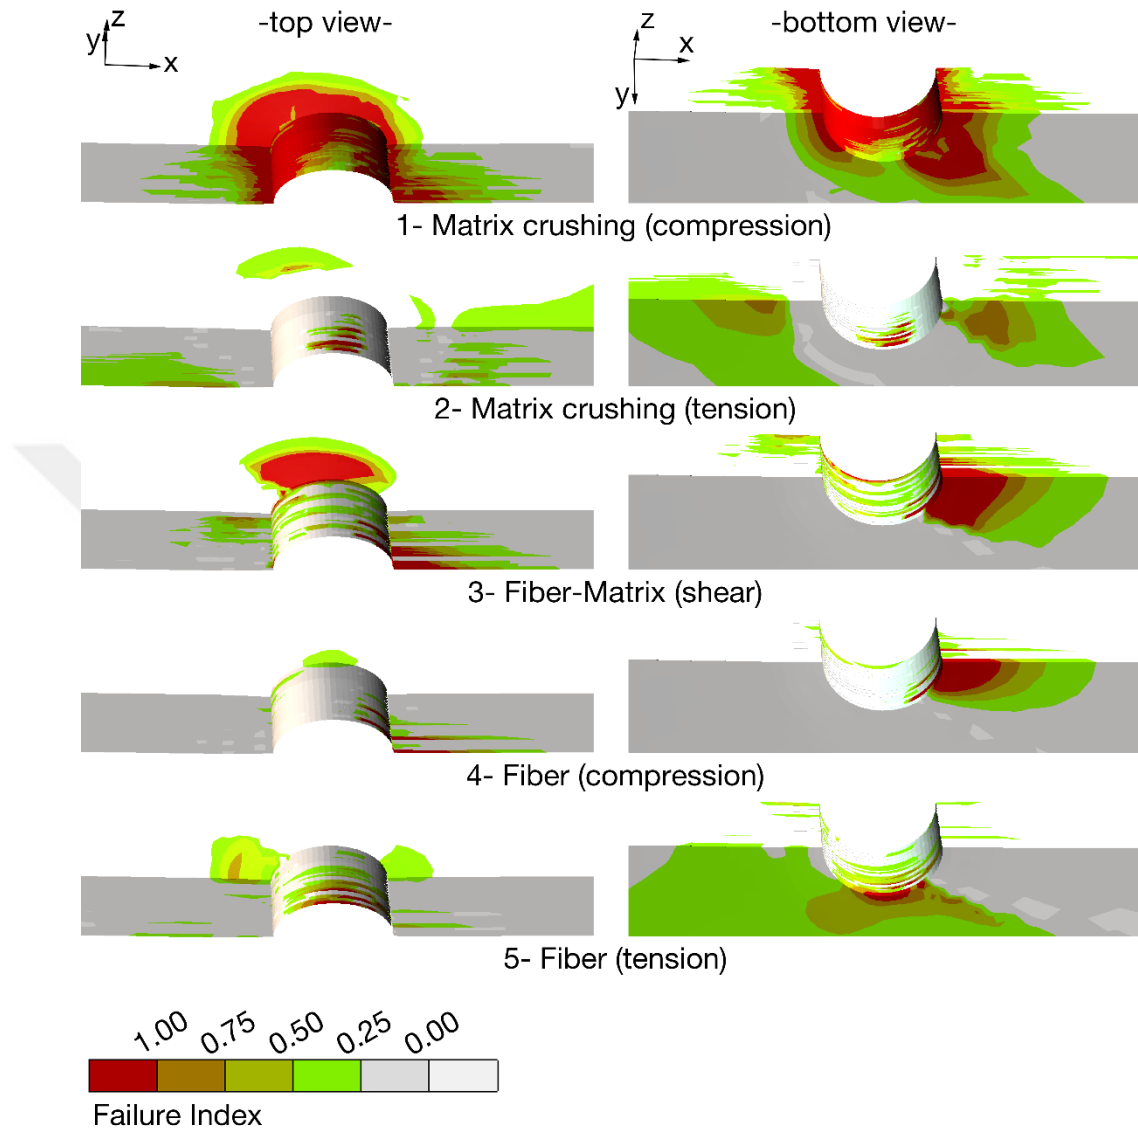 -top view-
-bottom view-
z
y
x
z
x
y
1- Matrix crushing (compression)
2- Matrix crushing (tension)
3- Fiber-Matrix (shear)
4- Fiber (compression)
5- Fiber (tension)
1.00 0.75 0.50 0.25 0.00
Failure Index